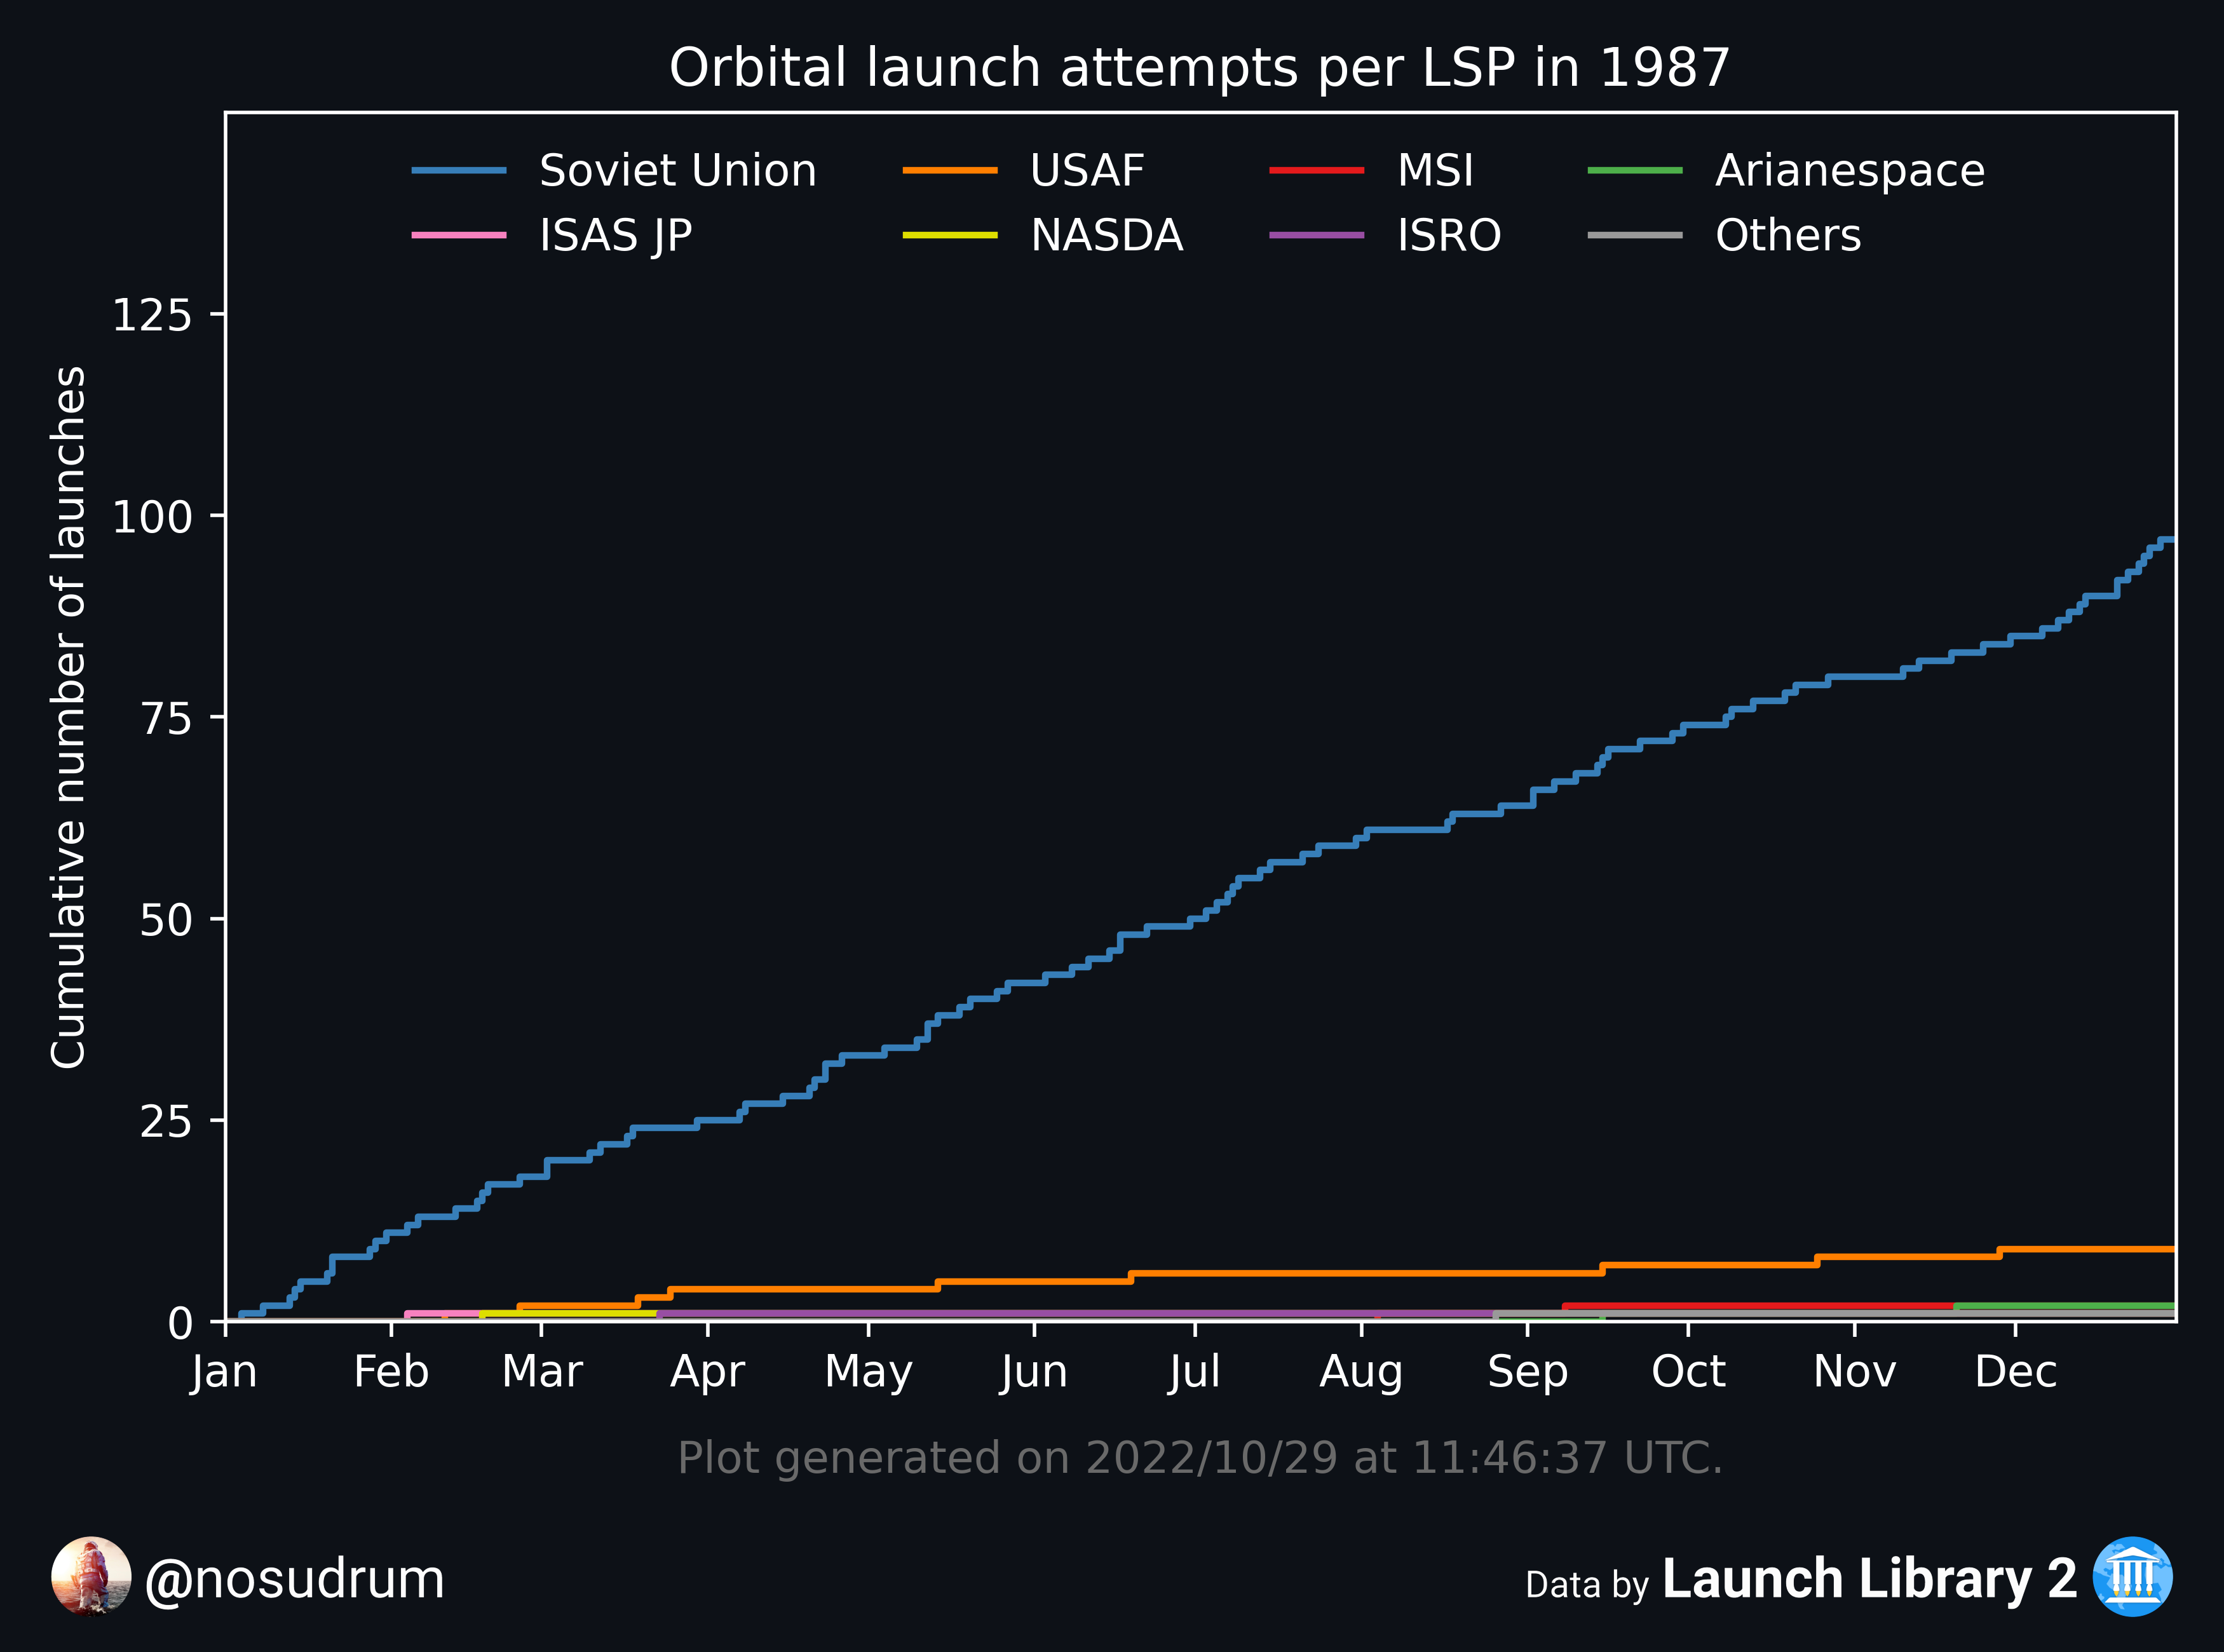 Orbital launch attempts per LSP in 1987
Soviet Union USAF MSI Arianespace
ISAS JP NASDA ISRO Others
Cumulative number of launches
125
100
75
50
25
0
Jan Feb Mar Apr May Jun Jul Aug Sep Oct Nov Dec
Plot generated on 2022/10/29 at 11:46:37 UTC.
@nosudrum
Data by Launch Library 2